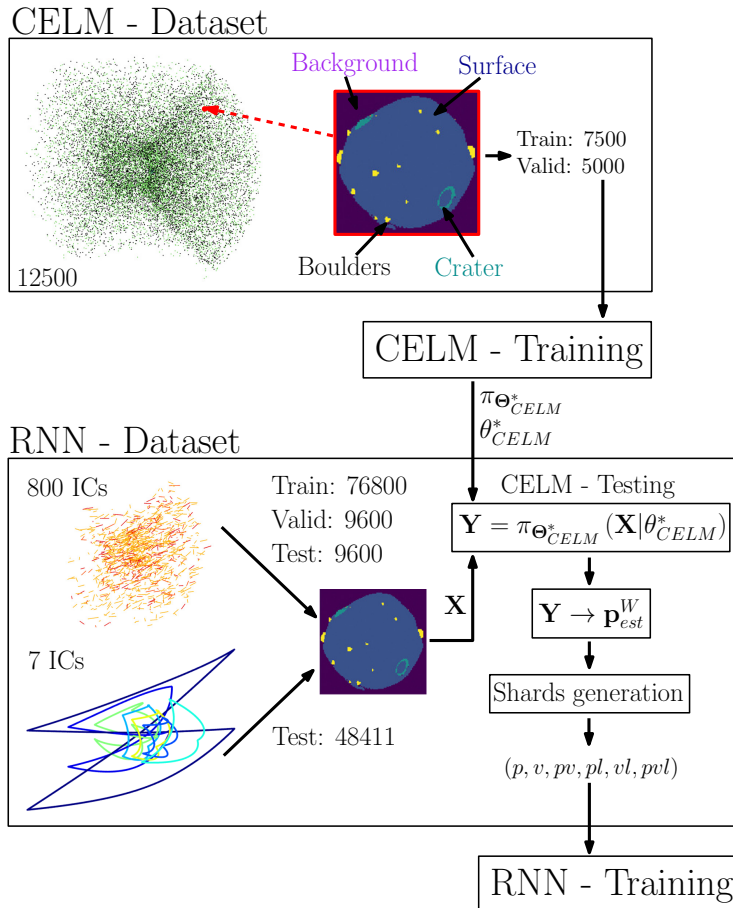 CELM - Dataset
Background
Surface
Train: 7500
Valid: 5000
Boulders
Crater
12500
CELM - Training
π_{Θ^*_{CELM}}
θ^*_{CELM}
RNN - Dataset
800 ICs
Train: 76800
Valid: 9600
Test: 9600
CELM - Testing
Y = π_{Θ^*_{CELM}} (X|θ^*_{CELM})
X
Y → p^W_{est}
7 ICs
Shards generation
Test: 48411
(p, v, pv, pl, vl, pvl)
RNN - Training